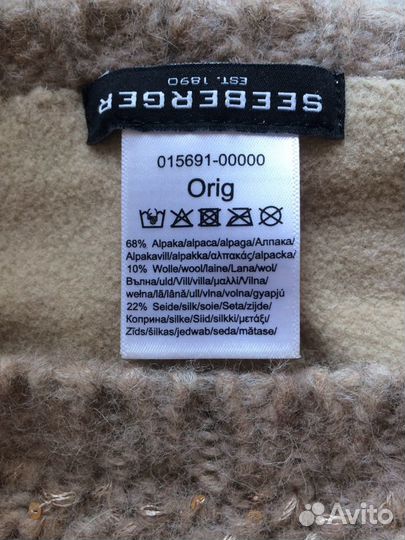 SEEBERGER
EST. 1890
015691-00000
Orig
68% Alpaka/alpaca/alpaga/Алпака/
Alpakavill/alpakka/αλπακάς/alpacka/
10% Wolle/wool/laine/Lana/wol/
Вълна/uld/Vill/villa/μαλλί/Vilna/
wełna/lã/lână/ull/vlna/volna/gyapjú
22% Seide/silk/soie/Seta/zijde/
Коприна/silke/Siid/silkki/μετάξι/
Zīds/šilkas/jedwab/seda/mătase/
Avito